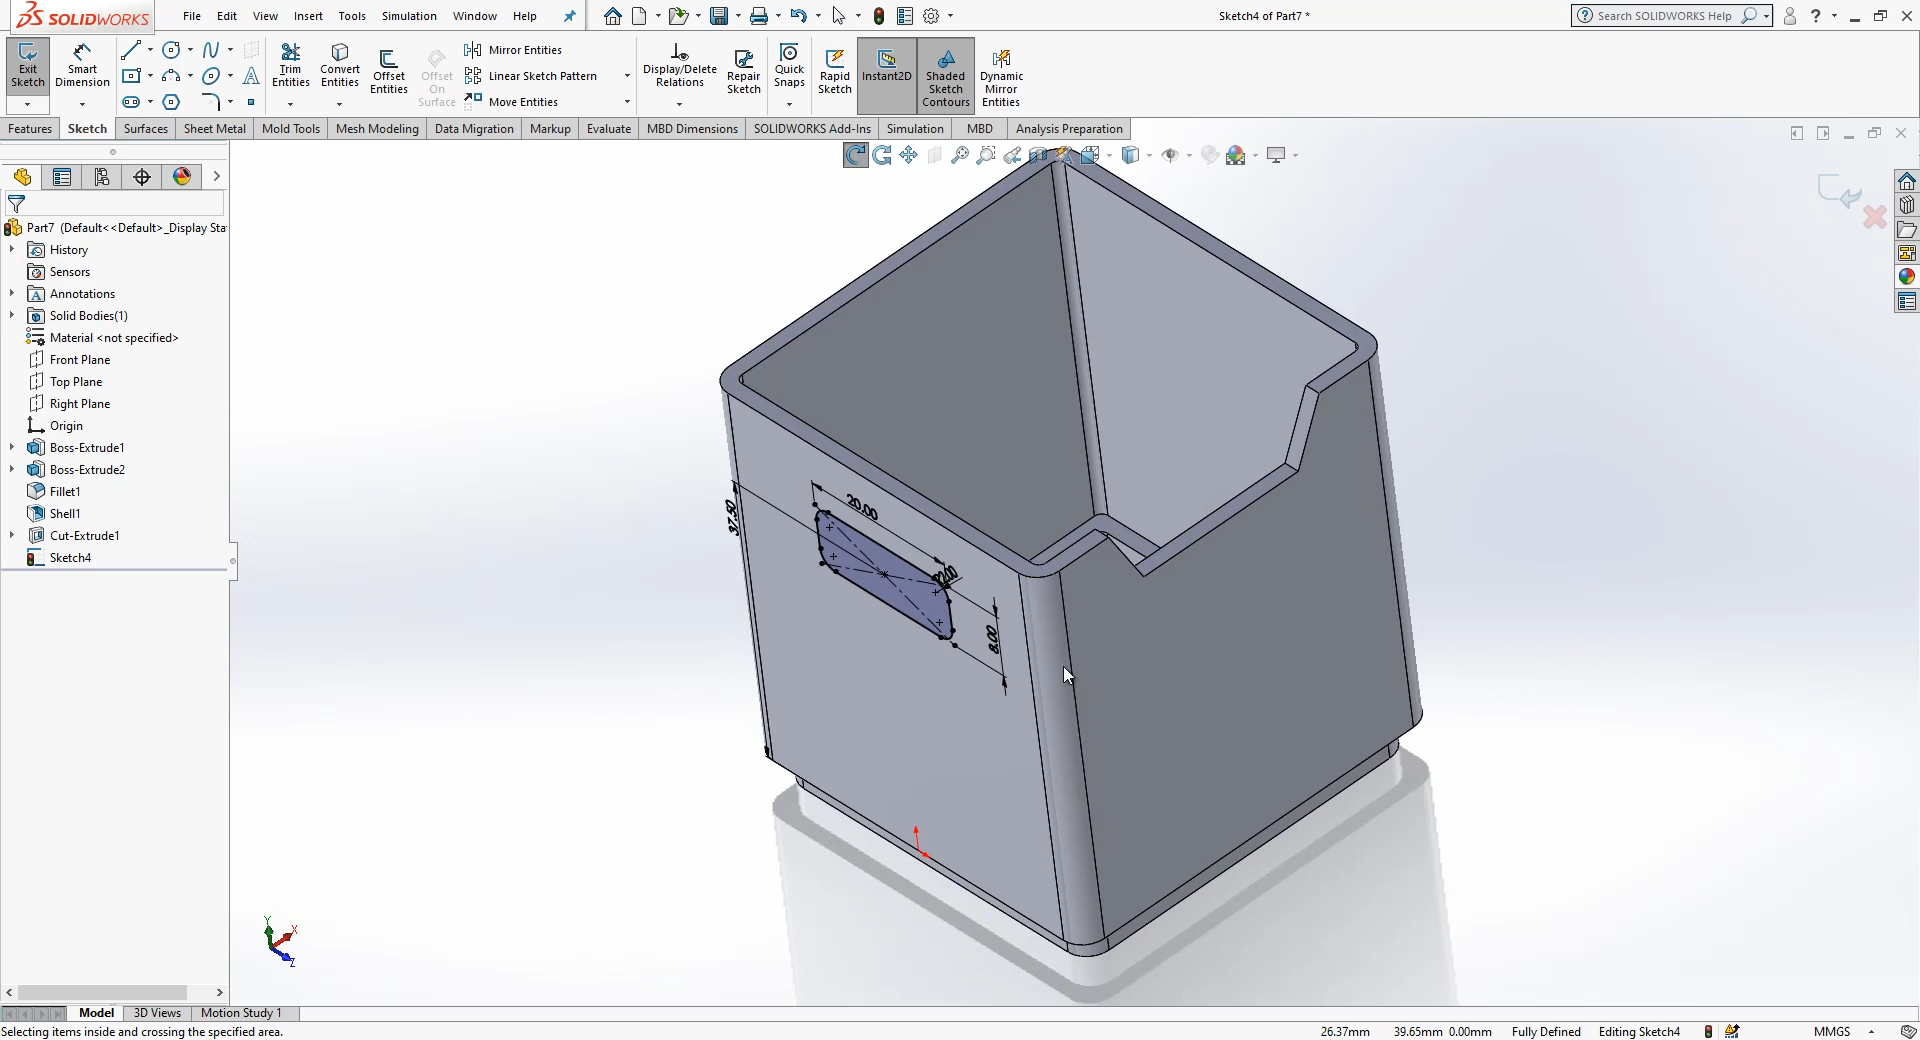 SOLIDWORKS File Edit View Insert Tools Simulation Window Help Sketch4 of Part7 * Search SOLIDWORKS Help ?
Exit Sketch
Smart Dimension
Trim Entities
Convert Entities
Offset Entities
Offset On Surface
Mirror Entities
Linear Sketch Pattern
Move Entities
Display/Delete Relations
Repair Sketch
Quick Snaps
Rapid Sketch
Instant2D
Shaded Sketch Contours
Dynamic Mirror Entities
Features Sketch Surfaces Sheet Metal Mold Tools Mesh Modeling Data Migration Markup Evaluate MBD Dimensions SOLIDWORKS Add-Ins Simulation MBD Analysis Preparation
Part7 (Default<<Default>_Display Sta
History
Sensors
Annotations
Solid Bodies(1)
Material <not specified>
Front Plane
Top Plane
Right Plane
Origin
Boss-Extrude1
Boss-Extrude2
Fillet1
Shell1
Cut-Extrude1
Sketch4
37.50
20.00
8.00
Y
X
Z
Model 3D Views Motion Study 1
Selecting items inside and crossing the specified area. 26.37mm 39.65mm 0.00mm Fully Defined Editing Sketch4 MMGS